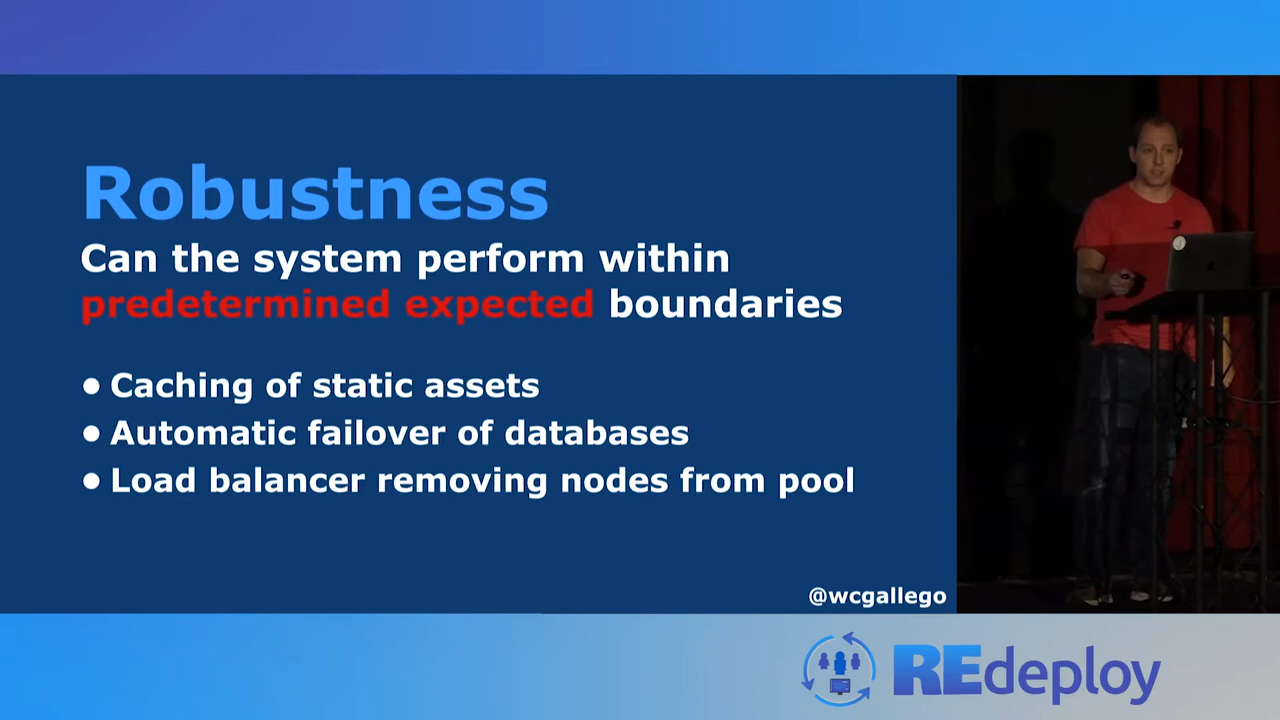 Robustness
Can the system perform within
predetermined expected boundaries
● Caching of static assets
● Automatic failover of databases
● Load balancer removing nodes from pool
@wcgallego
REdeploy